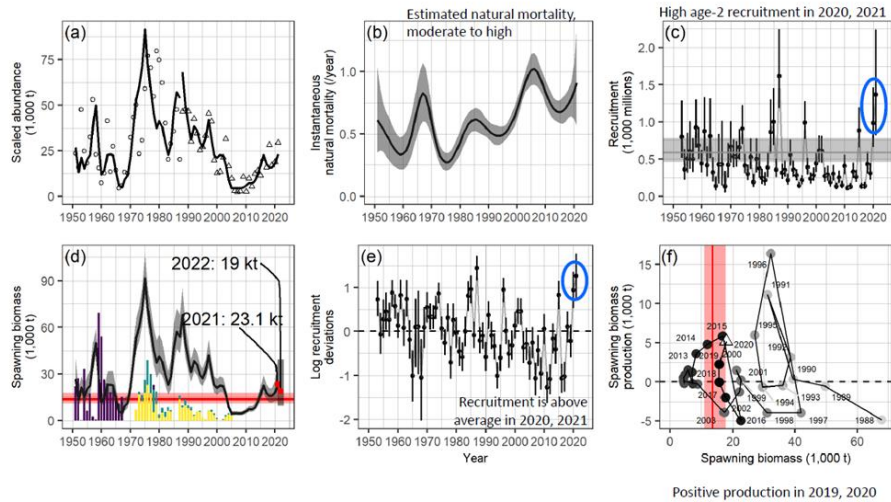 Estimated natural mortality,
moderate to high
High age-2 recruitment in 2020, 2021
(a)
Scaled abundance
(1,000 t)
75
50
25
0
1950 1960 1970 1980 1990 2000 2010 2020
(b)
Instantaneous
natural mortality (/year)
1.0
0.5
0.0
1950 1960 1970 1980 1990 2000 2010 2020
(c)
Recruitment
(1,000 millions)
2.0
1.5
1.0
0.5
0.0
1950 1960 1970 1980 1990 2000 2010 2020
(d)
Spawning biomass
(1,000 t)
90
60
30
0
2022: 19 kt
2021: 23.1 kt
1950 1960 1970 1980 1990 2000 2010 2020
(e)
Log recruitment
deviations
1
0
-1
-2
Recruitment is above
average in 2020, 2021
1950 1960 1970 1980 1990 2000 2010 2020
Year
(f)
Spawning biomass
production (1,000 t)
15
10
5
0
-5
1996
1991
1995
2015
2014
2020
2013
2019
2000
1992
1990
2018
2001
2017
1999
1994
1993
1989
2002
2016
1998
1997
1988
0 20 40 60
Spawning biomass (1,000 t)
Positive production in 2019, 2020